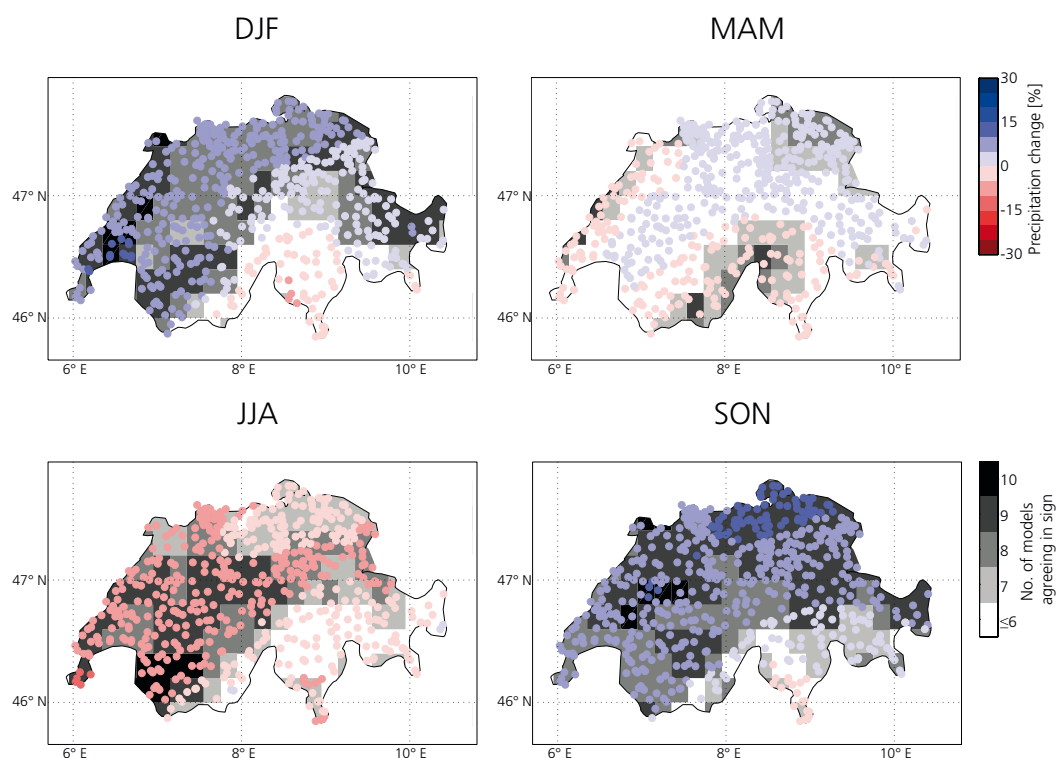 DJF
MAM
47° N
46° N
6° E
8° E
10° E
47° N
46° N
6° E
8° E
10° E
30
15
0
-15
-30
Precipitation change [%]
JJA
SON
47° N
46° N
6° E
8° E
10° E
47° N
46° N
6° E
8° E
10° E
10
9
8
7
≤6
No. of models
agreeing in sign